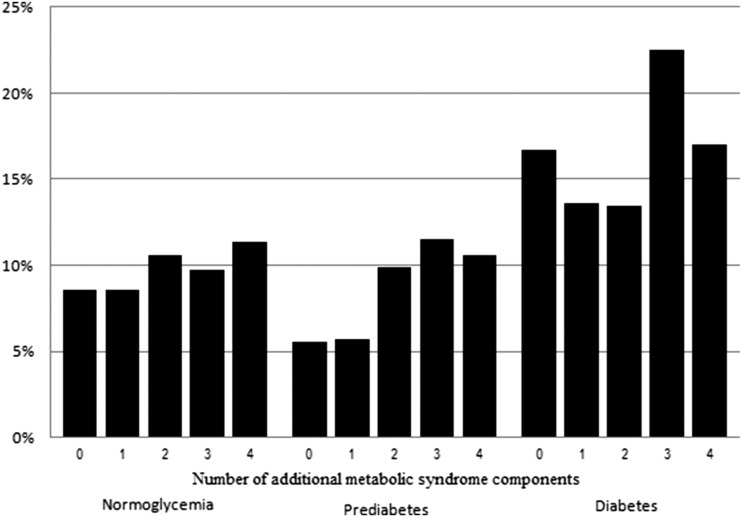 25%
20%
15%
10%
5%
0%
0 1 2 3 4 0 1 2 3 4 0 1 2 3 4
Number of additional metabolic syndrome components
Normoglycemia Prediabetes Diabetes